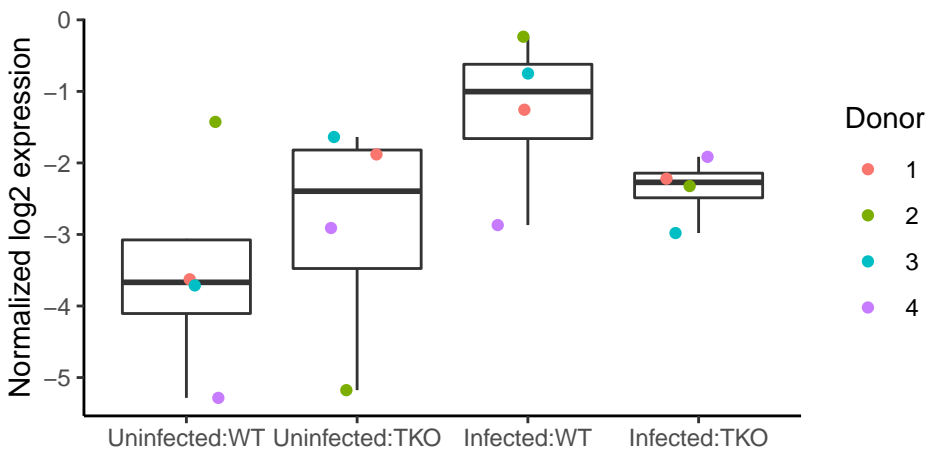 Normalized log2 expression
0
−1
−2
−3
−4
−5
Uninfected:WT
Uninfected:TKO
Infected:WT
Infected:TKO
Donor
1
2
3
4